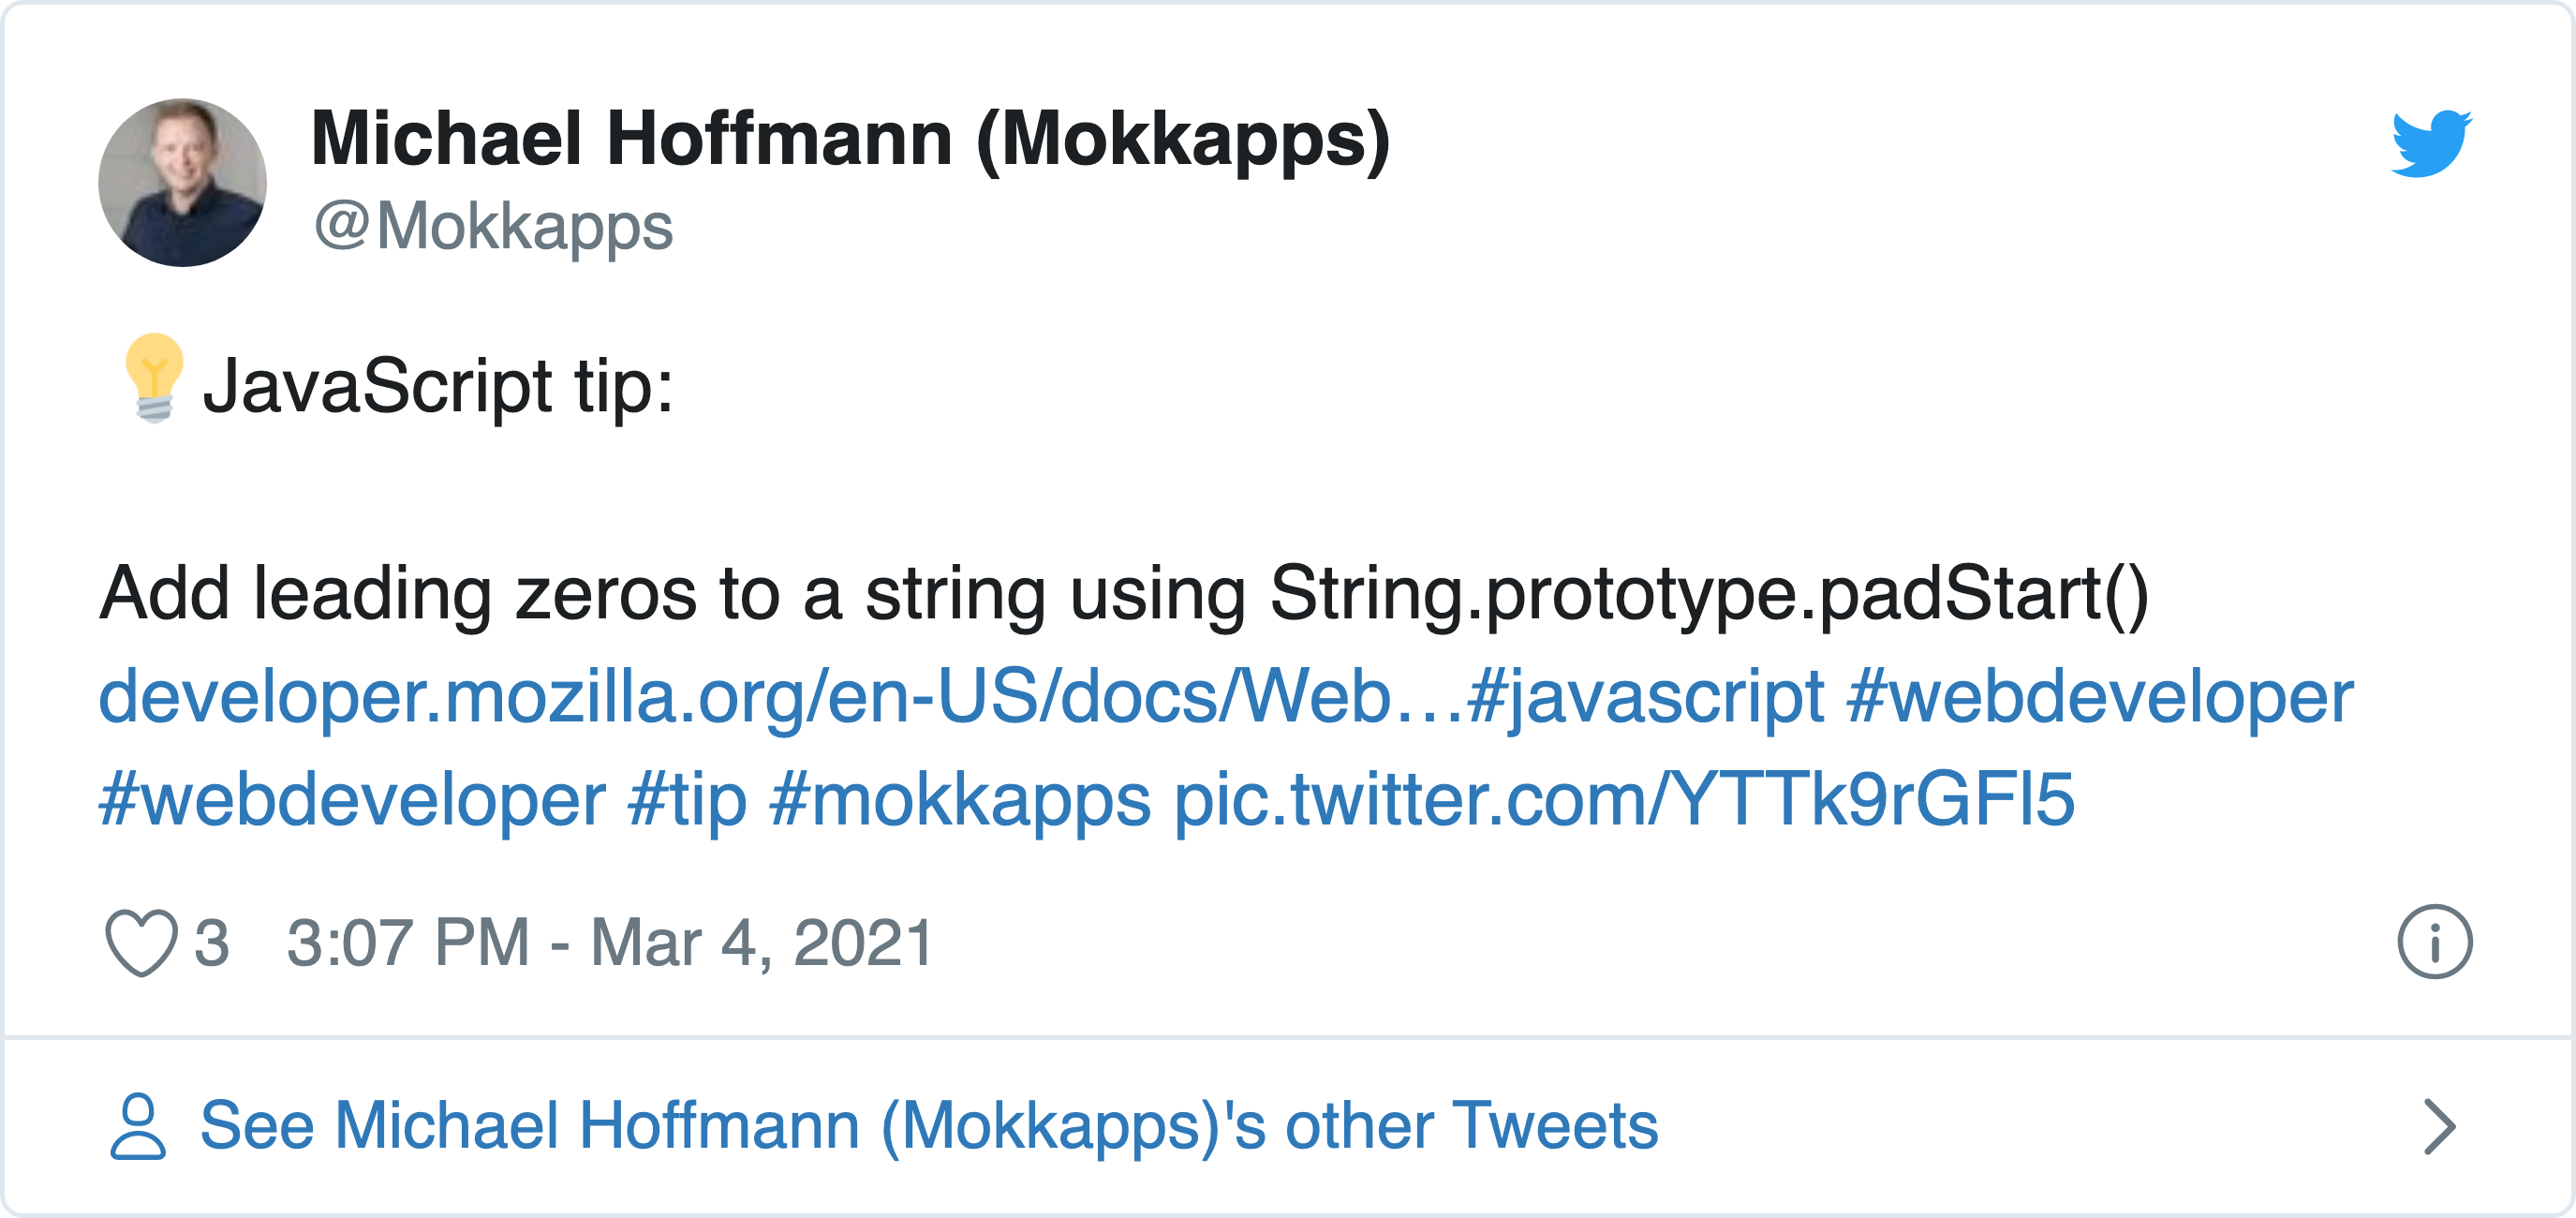 Michael Hoffmann (Mokkapps)
@Mokkapps
💡JavaScript tip:
Add leading zeros to a string using String.prototype.padStart()
developer.mozilla.org/en-US/docs/Web…#javascript #webdeveloper
#webdeveloper #tip #mokkapps pic.twitter.com/YTTk9rGFl5
3 3:07 PM - Mar 4, 2021
See Michael Hoffmann (Mokkapps)'s other Tweets